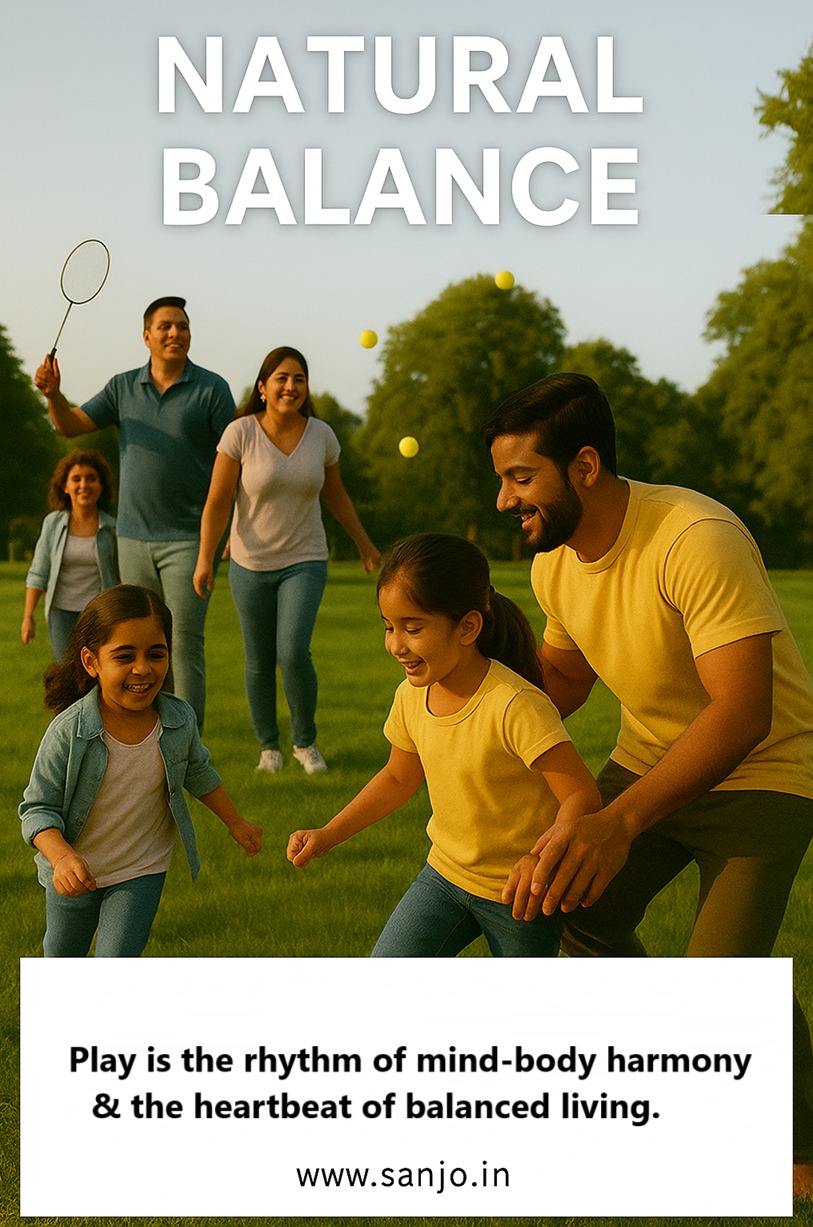 NATURAL
BALANCE
Play is the rhythm of mind-body harmony
& the heartbeat of balanced living.
www.sanjo.in